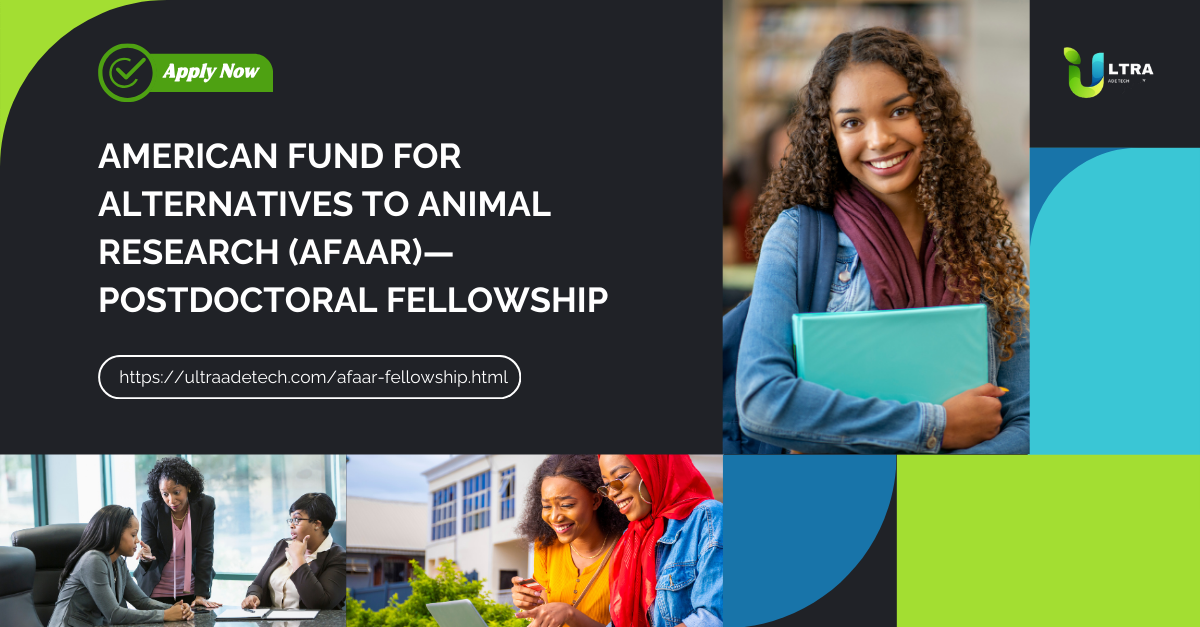 Apply Now
LTRA
ADETECH
AMERICAN FUND FOR
ALTERNATIVES TO ANIMAL
RESEARCH (AFAAR)—
POSTDOCTORAL FELLOWSHIP
https://ultraadetech.com/afaar-fellowship.html